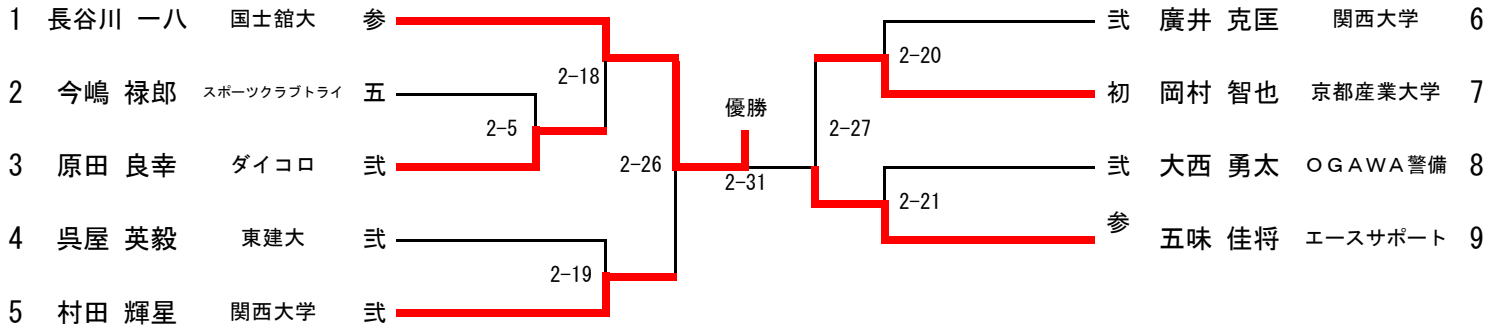 1 長谷川 一八 国士舘大 参
2 今嶋 禄郎 スポーツクラブトライ 五
3 原田 良幸 ダイコロ 弐
4 呉屋 英毅 東建大 弐
5 村田 輝星 関西大学 弐
2-18
2-5
2-26
2-19
優勝
2-31
2-20
2-27
2-21
弐 廣井 克匡 関西大学 6
初 岡村 智也 京都産業大学 7
弐 大西 勇太 ＯＧＡＷＡ警備 8
参 五味 佳将 エースサポート 9